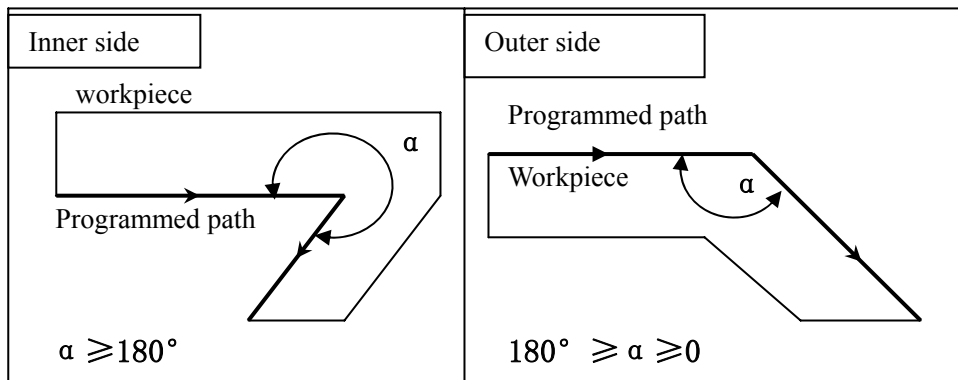 Inner side
workpiece
α
Programmed path
α ≥180°
Outer side
Programmed path
Workpiece
α
180° ≥α≥0